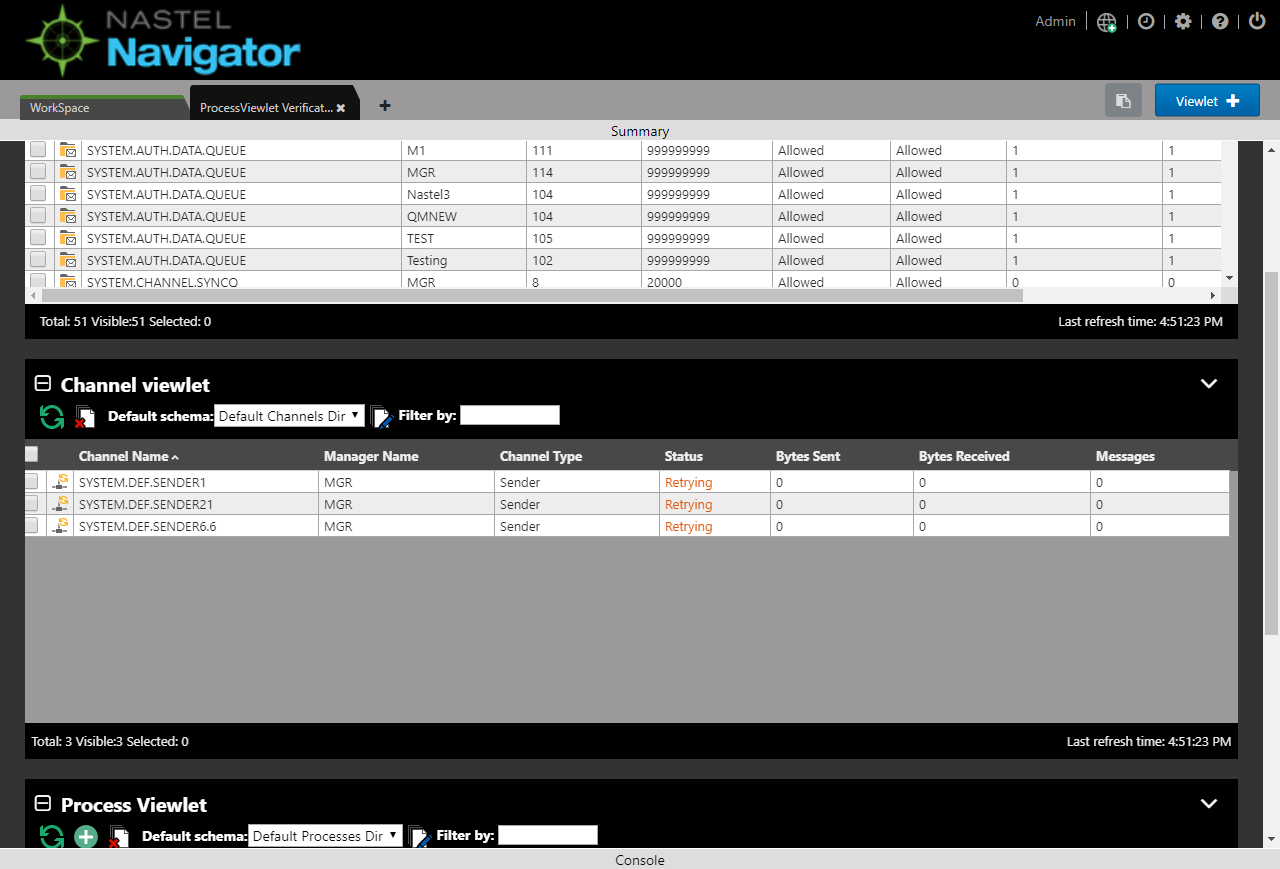 NASTEL
Navigator
Admin
WorkSpace
ProcessViewlet Verificat...
Viewlet
Summary
SYSTEM.AUTH.DATA.QUEUE M1 111 999999999 Allowed Allowed 1 1
SYSTEM.AUTH.DATA.QUEUE MGR 114 999999999 Allowed Allowed 1 1
SYSTEM.AUTH.DATA.QUEUE Nastel3 104 999999999 Allowed Allowed 1 1
SYSTEM.AUTH.DATA.QUEUE QMNEW 104 999999999 Allowed Allowed 1 1
SYSTEM.AUTH.DATA.QUEUE TEST 105 999999999 Allowed Allowed 1 1
SYSTEM.AUTH.DATA.QUEUE Testing 102 999999999 Allowed Allowed 1 1
SYSTEM.CHANNEL.SYNCQ MGR 8 20000 Allowed Allowed 0 0
Total: 51 Visible:51 Selected: 0 Last refresh time: 4:51:23 PM
Channel viewlet
Default schema: Default Channels Dir Filter by:
Channel Name Manager Name Channel Type Status Bytes Sent Bytes Received Messages
SYSTEM.DEF.SENDER1 MGR Sender Retrying 0 0 0
SYSTEM.DEF.SENDER21 MGR Sender Retrying 0 0 0
SYSTEM.DEF.SENDER6.6 MGR Sender Retrying 0 0 0
Total: 3 Visible:3 Selected: 0 Last refresh time: 4:51:23 PM
Process Viewlet
Default schema: Default Processes Dir Filter by:
Console